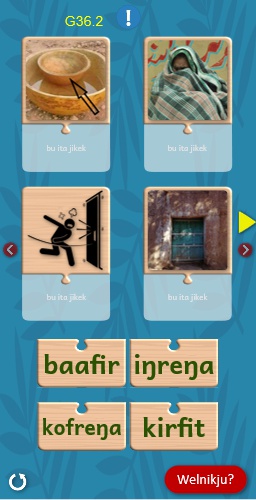 G36.2
!
bu ita jikek
bu ita jikek
bu ita jikek
bu ita jikek
baafir
iŋreŋa
kofreŋa
kirfit
Welnikju?